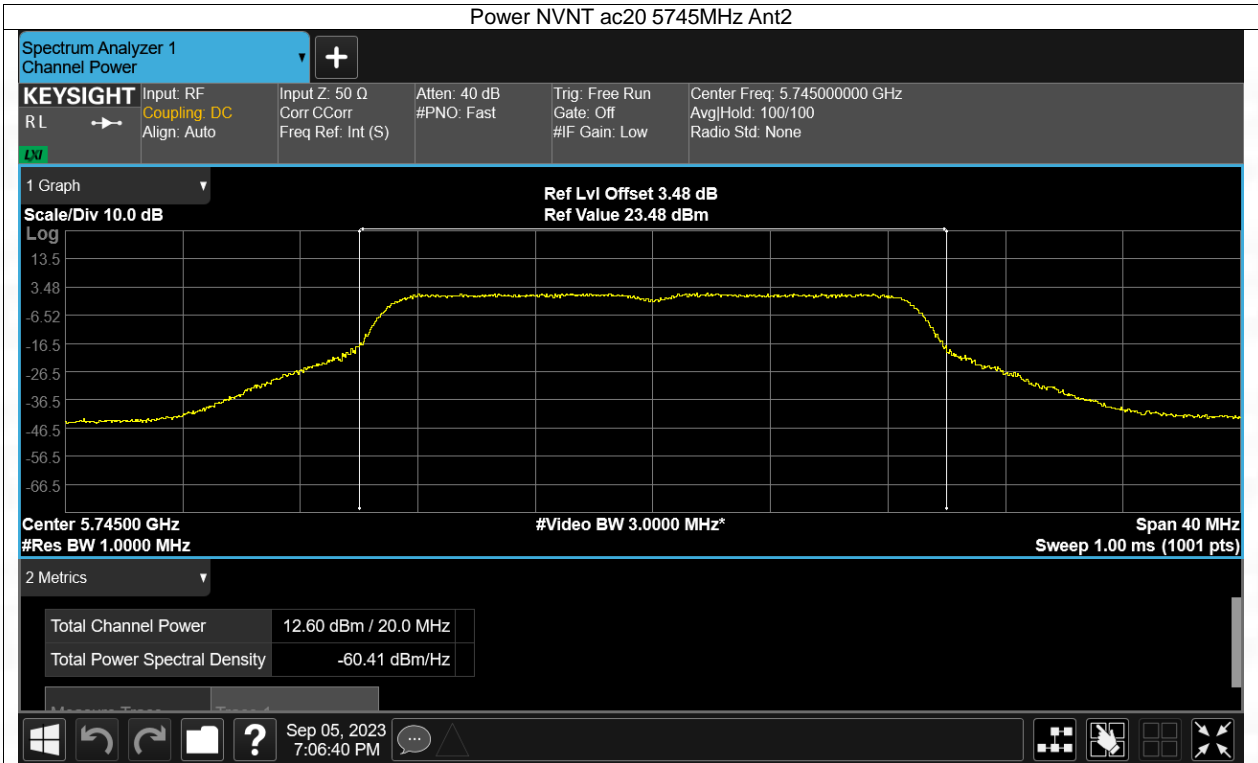 Power NVNT ac20 5745MHz Ant2
Spectrum Analyzer 1
Channel Power
+
KEYSIGHT
R L
LXI
Input: RF
Coupling: DC
Align: Auto
Input Z: 50 Ω
Corr CCorr
Freq Ref: Int (S)
Atten: 40 dB
#PNO: Fast
Trig: Free Run
Gate: Off
#IF Gain: Low
Center Freq: 5.745000000 GHz
Avg|Hold: 100/100
Radio Std: None
1 Graph
Scale/Div 10.0 dB
Ref Lvl Offset 3.48 dB
Ref Value 23.48 dBm
Log
13.5
3.48
-6.52
-16.5
-26.5
-36.5
-46.5
-56.5
-66.5
Center 5.74500 GHz
#Res BW 1.0000 MHz
#Video BW 3.0000 MHz*
Span 40 MHz
Sweep 1.00 ms (1001 pts)
2 Metrics
Total Channel Power 12.60 dBm / 20.0 MHz
Total Power Spectral Density -60.41 dBm/Hz
?
Sep 05, 2023
7:06:40 PM